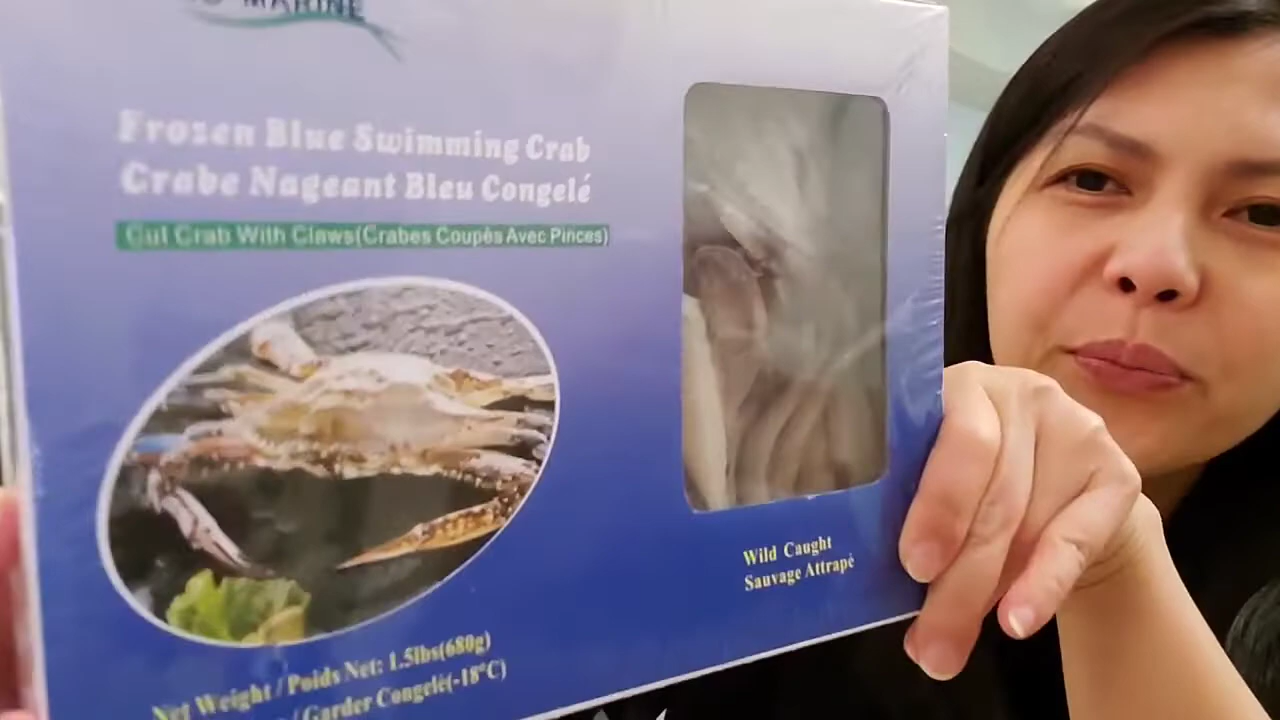 MARINE
Frozen Blue Swimming Crab
Crabe Nageant Bleu Congelé
Cut Crab With Claws(Crabes Coupés Avec Pinces)
Wild Caught
Sauvage Attrapé
Net Weight / Poids Net: 1.5lbs(680g)
/ Garder Congelé(-18°C)